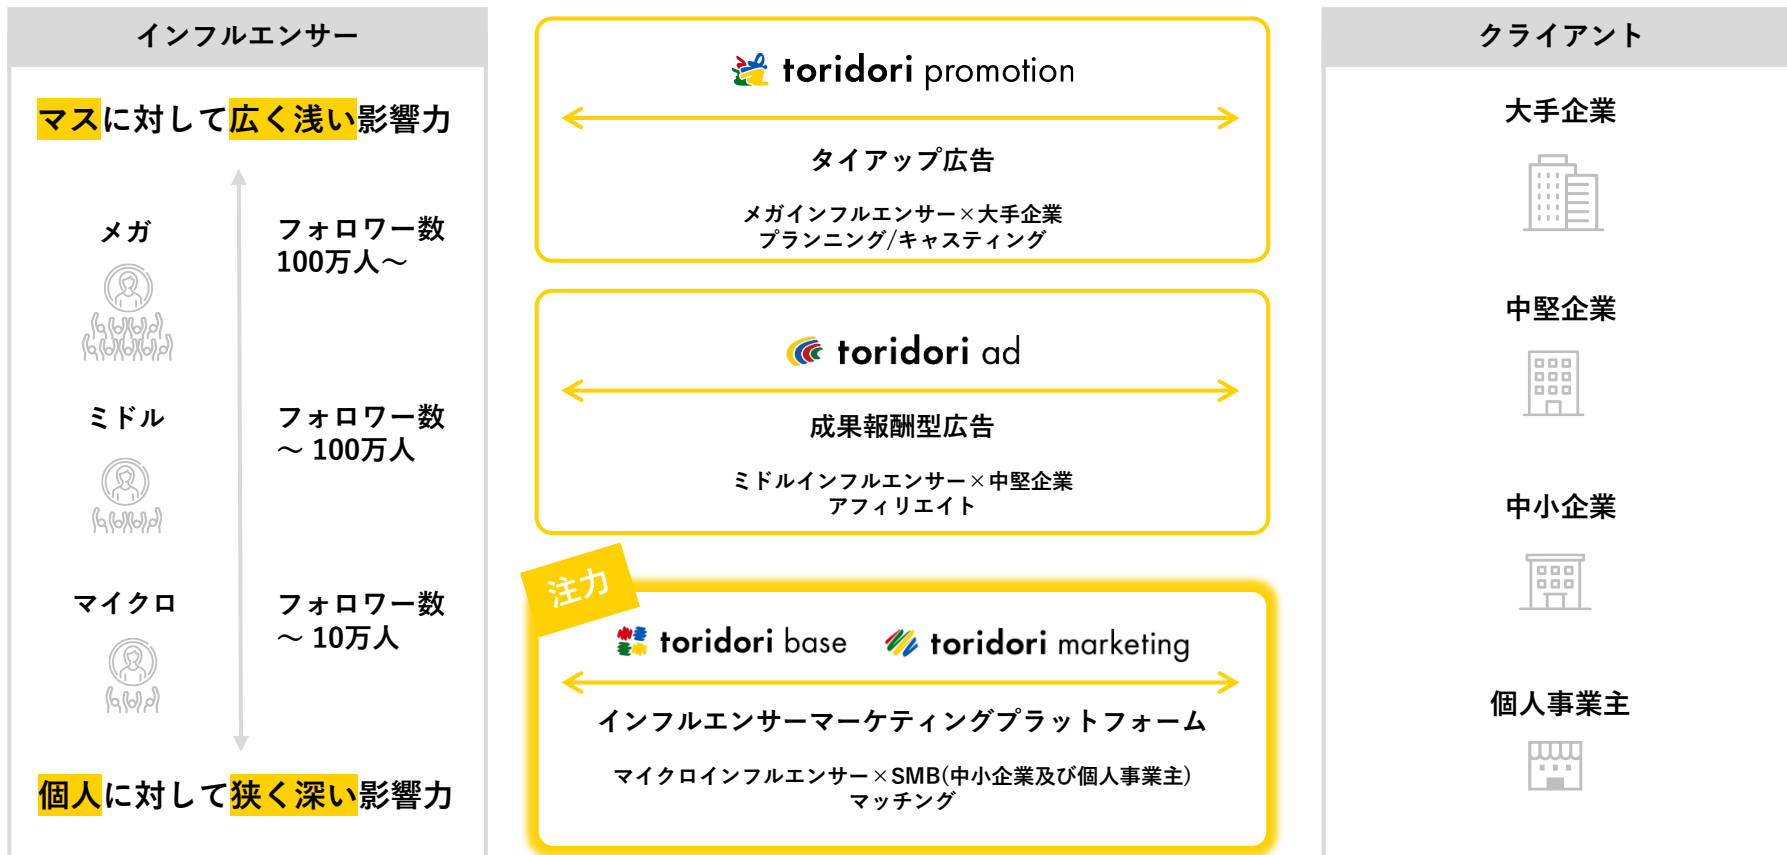 インフルエンサー
マスに対して広く浅い影響力
メガ
フォロワー数
100万人～
ミドル
フォロワー数
～ 100万人
マイクロ
フォロワー数
～ 10万人
個人に対して狭く深い影響力
toridori promotion
タイアップ広告
メガインフルエンサー×大手企業
プランニング/キャスティング
toridori ad
成果報酬型広告
ミドルインフルエンサー×中堅企業
アフィリエイト
注力
toridori base toridori marketing
インフルエンサーマーケティングプラットフォーム
マイクロインフルエンサー×SMB(中小企業及び個人事業主)
マッチング
クライアント
大手企業
中堅企業
中小企業
個人事業主